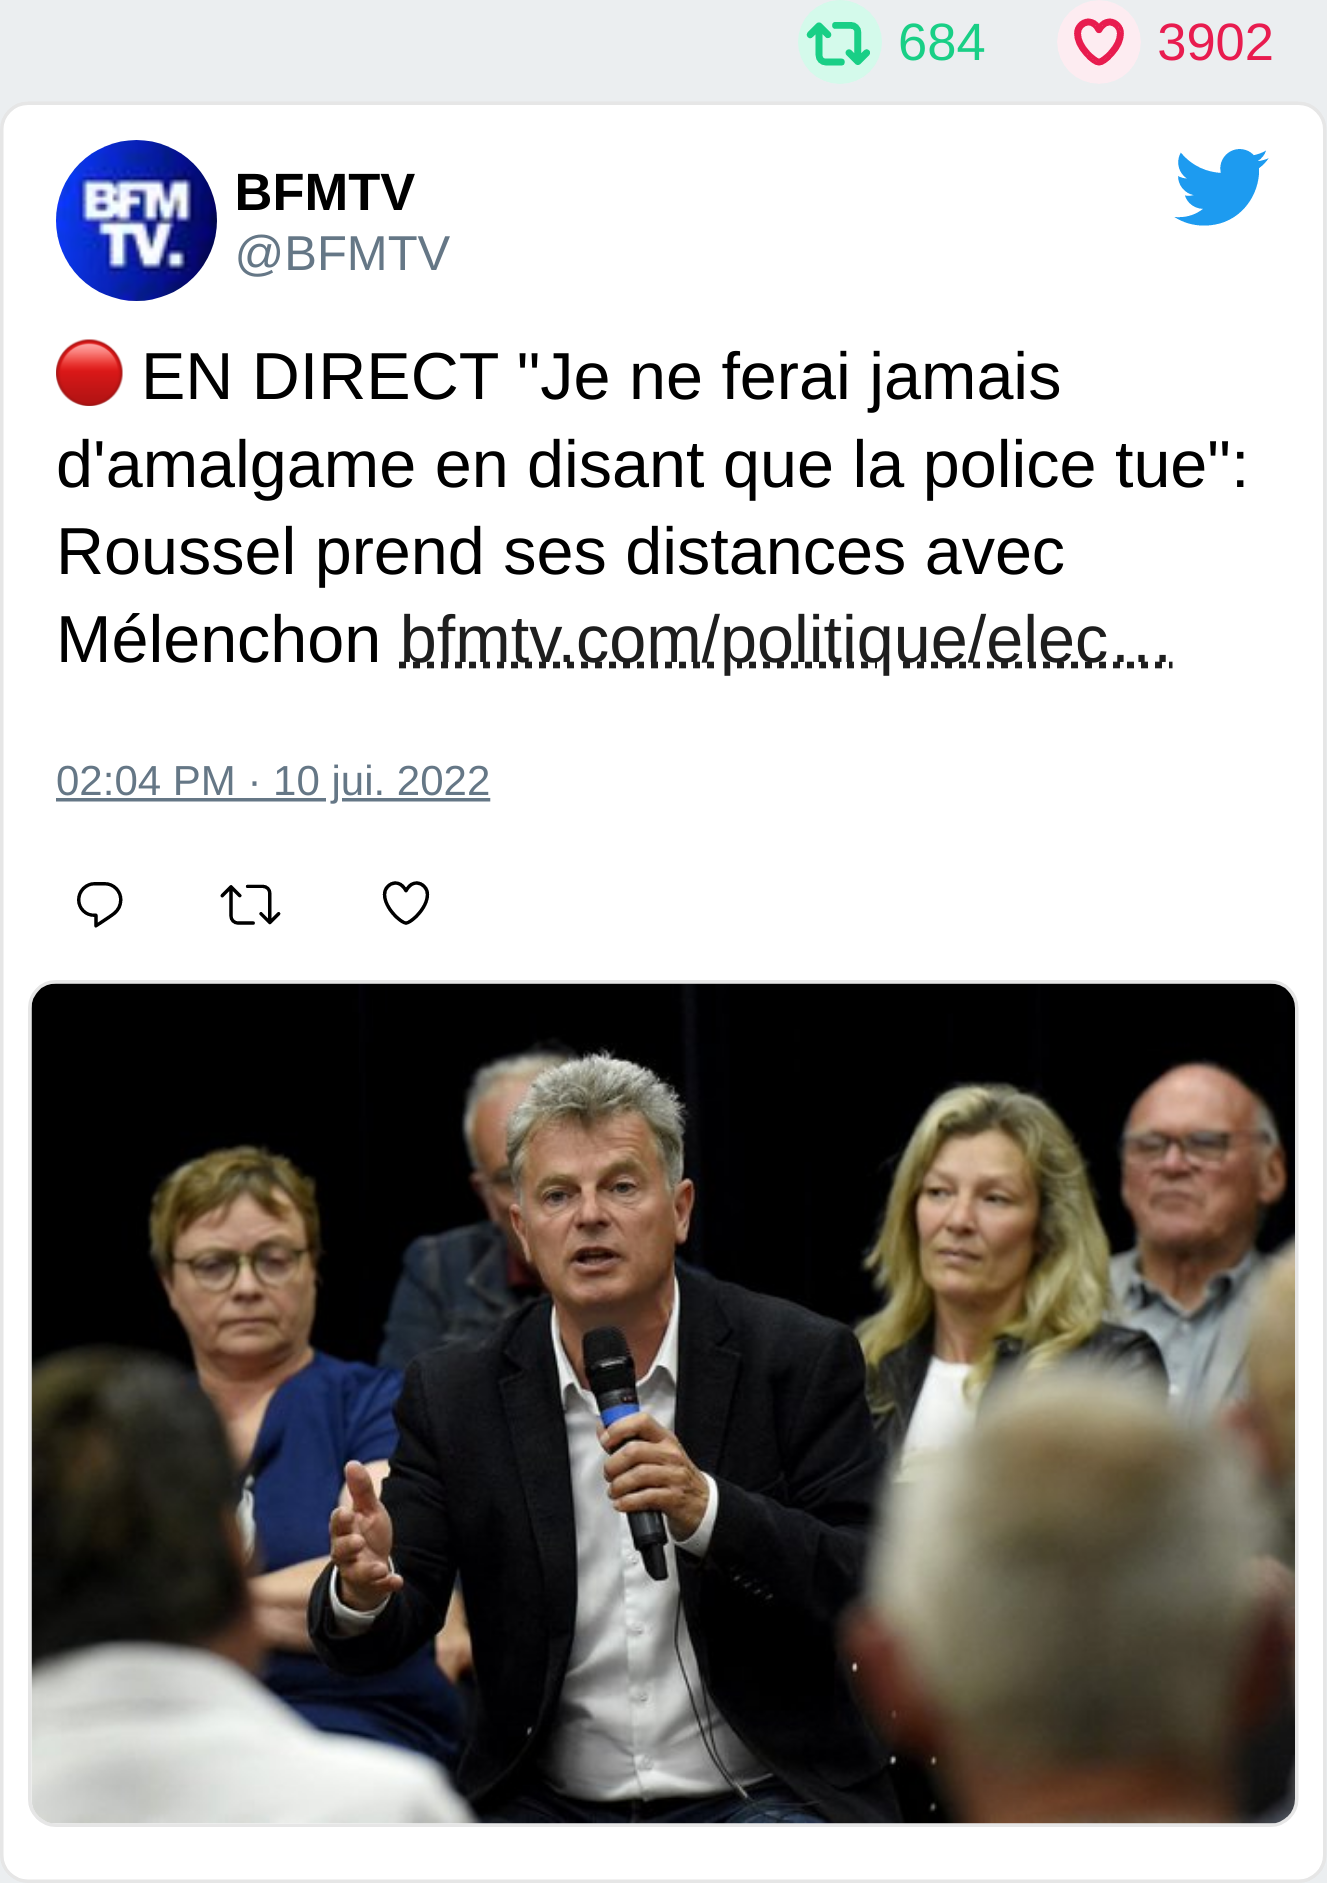 684 3902
BFM
TV.
BFMTV
@BFMTV
🔴 EN DIRECT "Je ne ferai jamais
d'amalgame en disant que la police tue":
Roussel prend ses distances avec
Mélenchon bfmtv.com/politique/elec…
02:04 PM · 10 jui. 2022